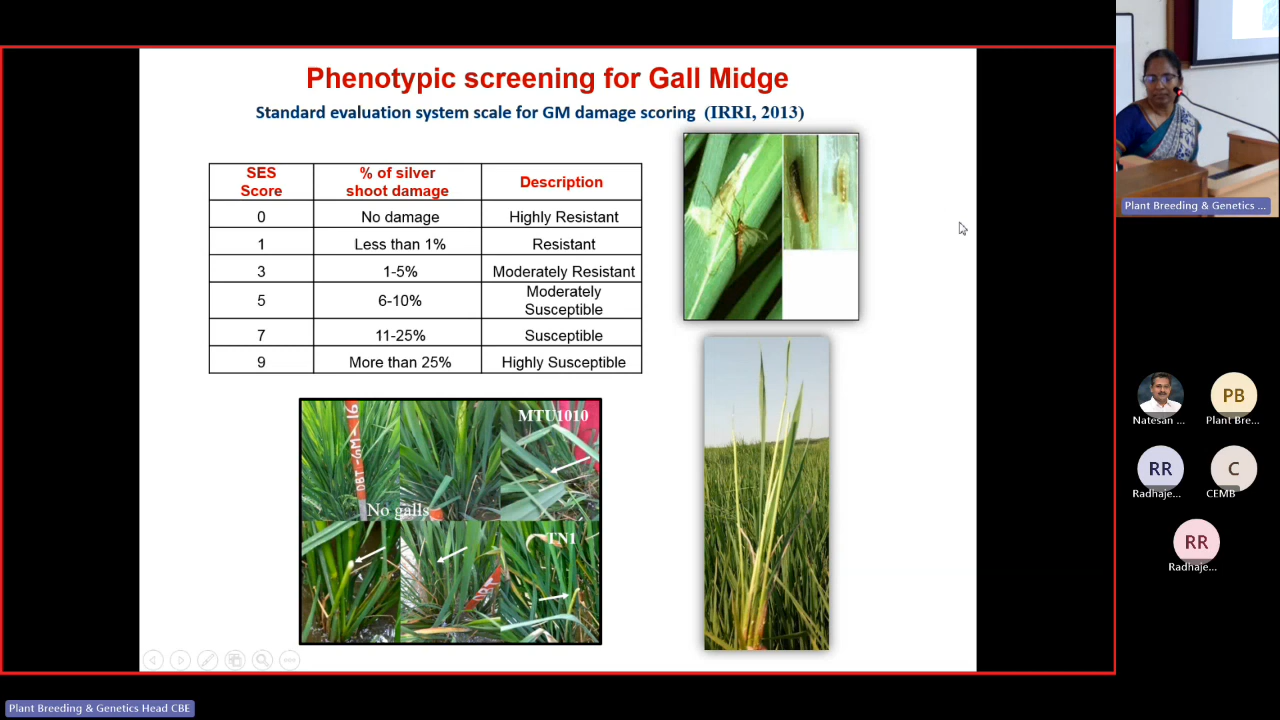 Phenotypic screening for Gall Midge
Standard evaluation system scale for GM damage scoring (IRRI, 2013)
SES Score
% of silver shoot damage
Description
0
No damage
Highly Resistant
1
Less than 1%
Resistant
3
1-5%
Moderately Resistant
5
6-10%
Moderately Susceptible
7
11-25%
Susceptible
9
More than 25%
Highly Susceptible
MTU1010
No galls
TN1
Plant Breeding & Genetics ...
Natesan ...
PB
Plant Bre...
RR
Radhaje...
C
CEMB
RR
Radhaje...
Plant Breeding & Genetics Head CBE